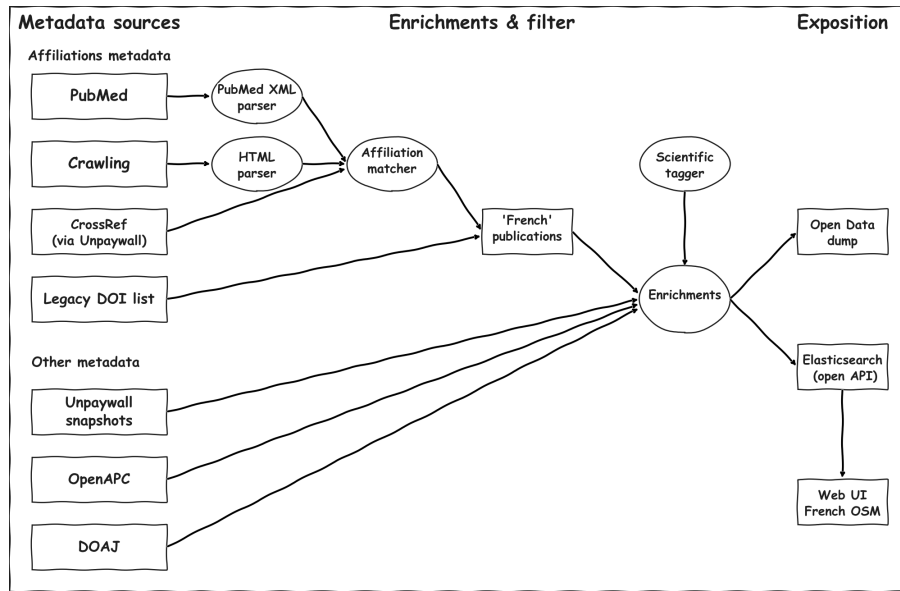 Metadata sources
Enrichments & filter
Exposition
Affiliations metadata
PubMed
PubMed XML
parser
Crawling
HTML
parser
Affiliation
matcher
Scientific
tagger
CrossRef
(via Unpaywall)
'French'
publications
Open Data
dump
Legacy DOI list
Enrichments
Other metadata
Elasticsearch
(open API)
Unpaywall
snapshots
OpenAPC
Web UI
French OSM
DOAJ